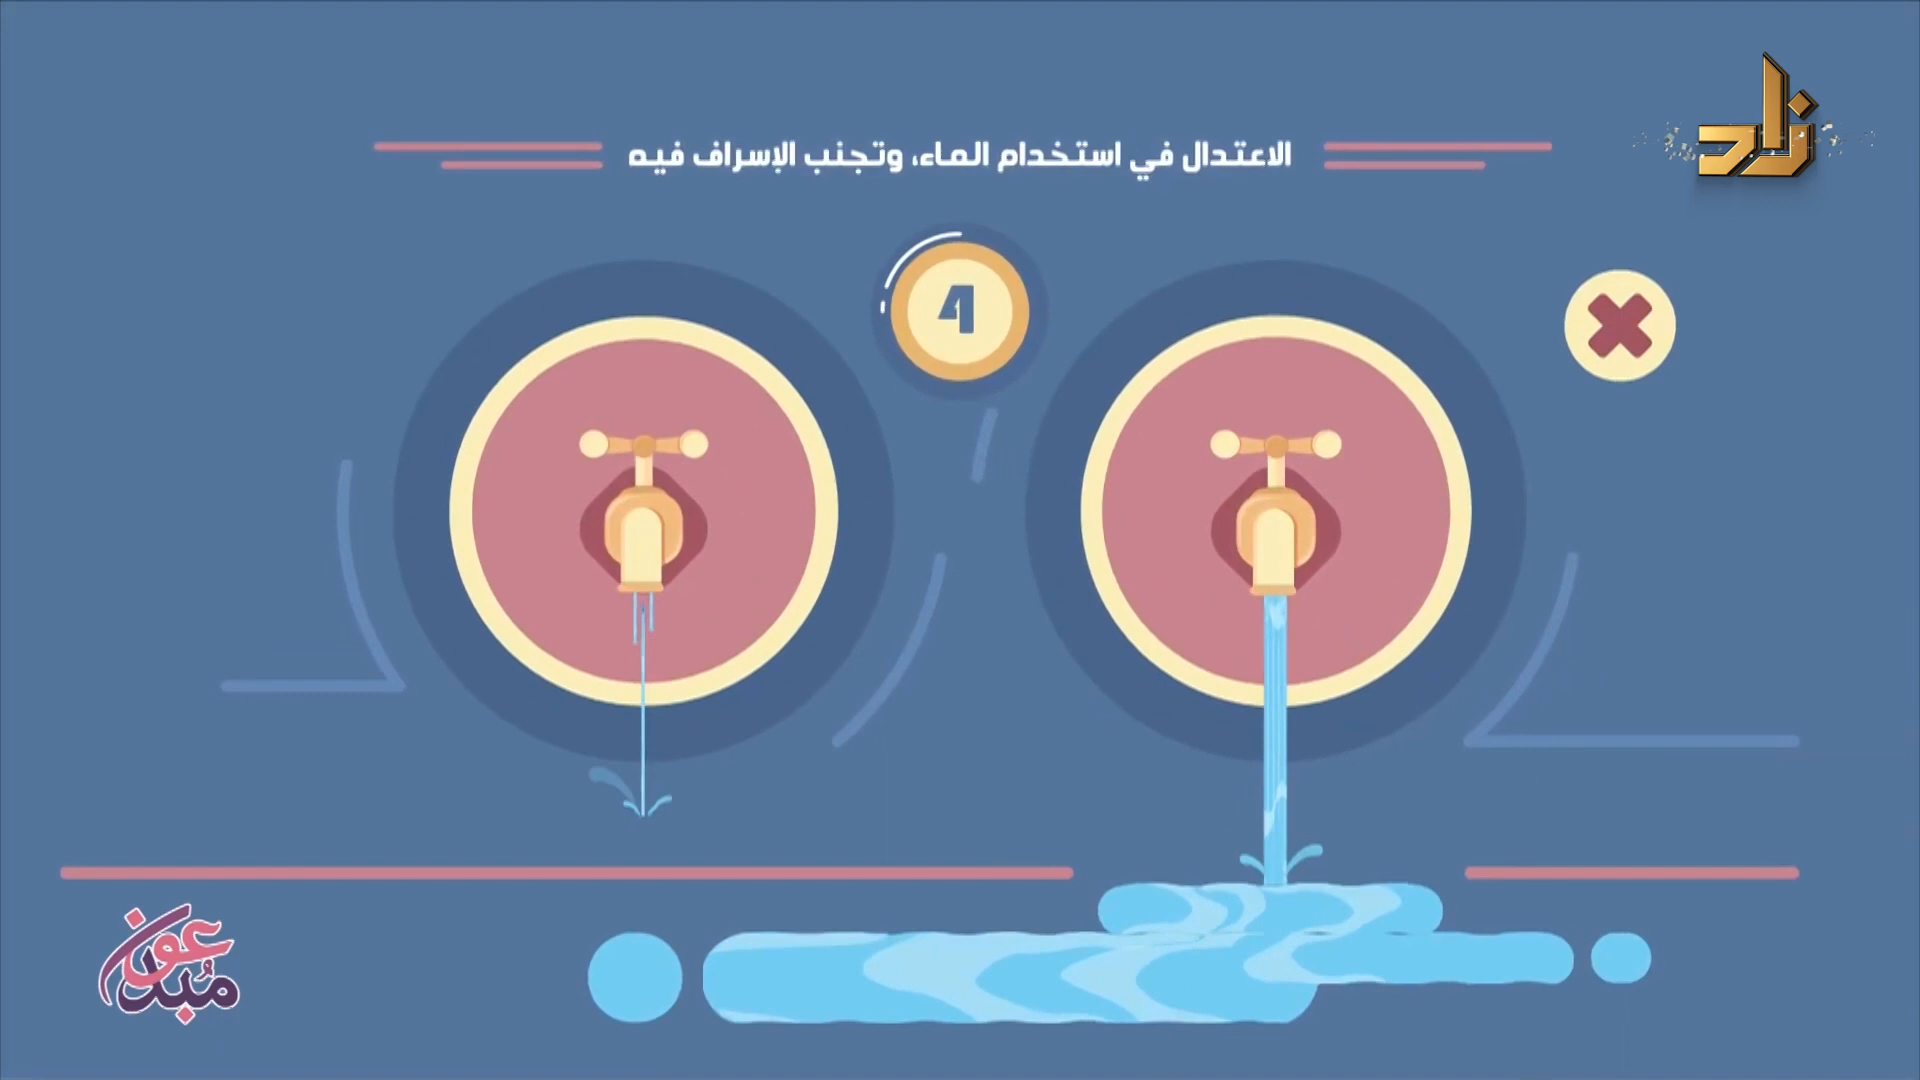 زاد
الاعتدال في استخدام الماء، وتجنب الإسراف فيه
4
مبدعون